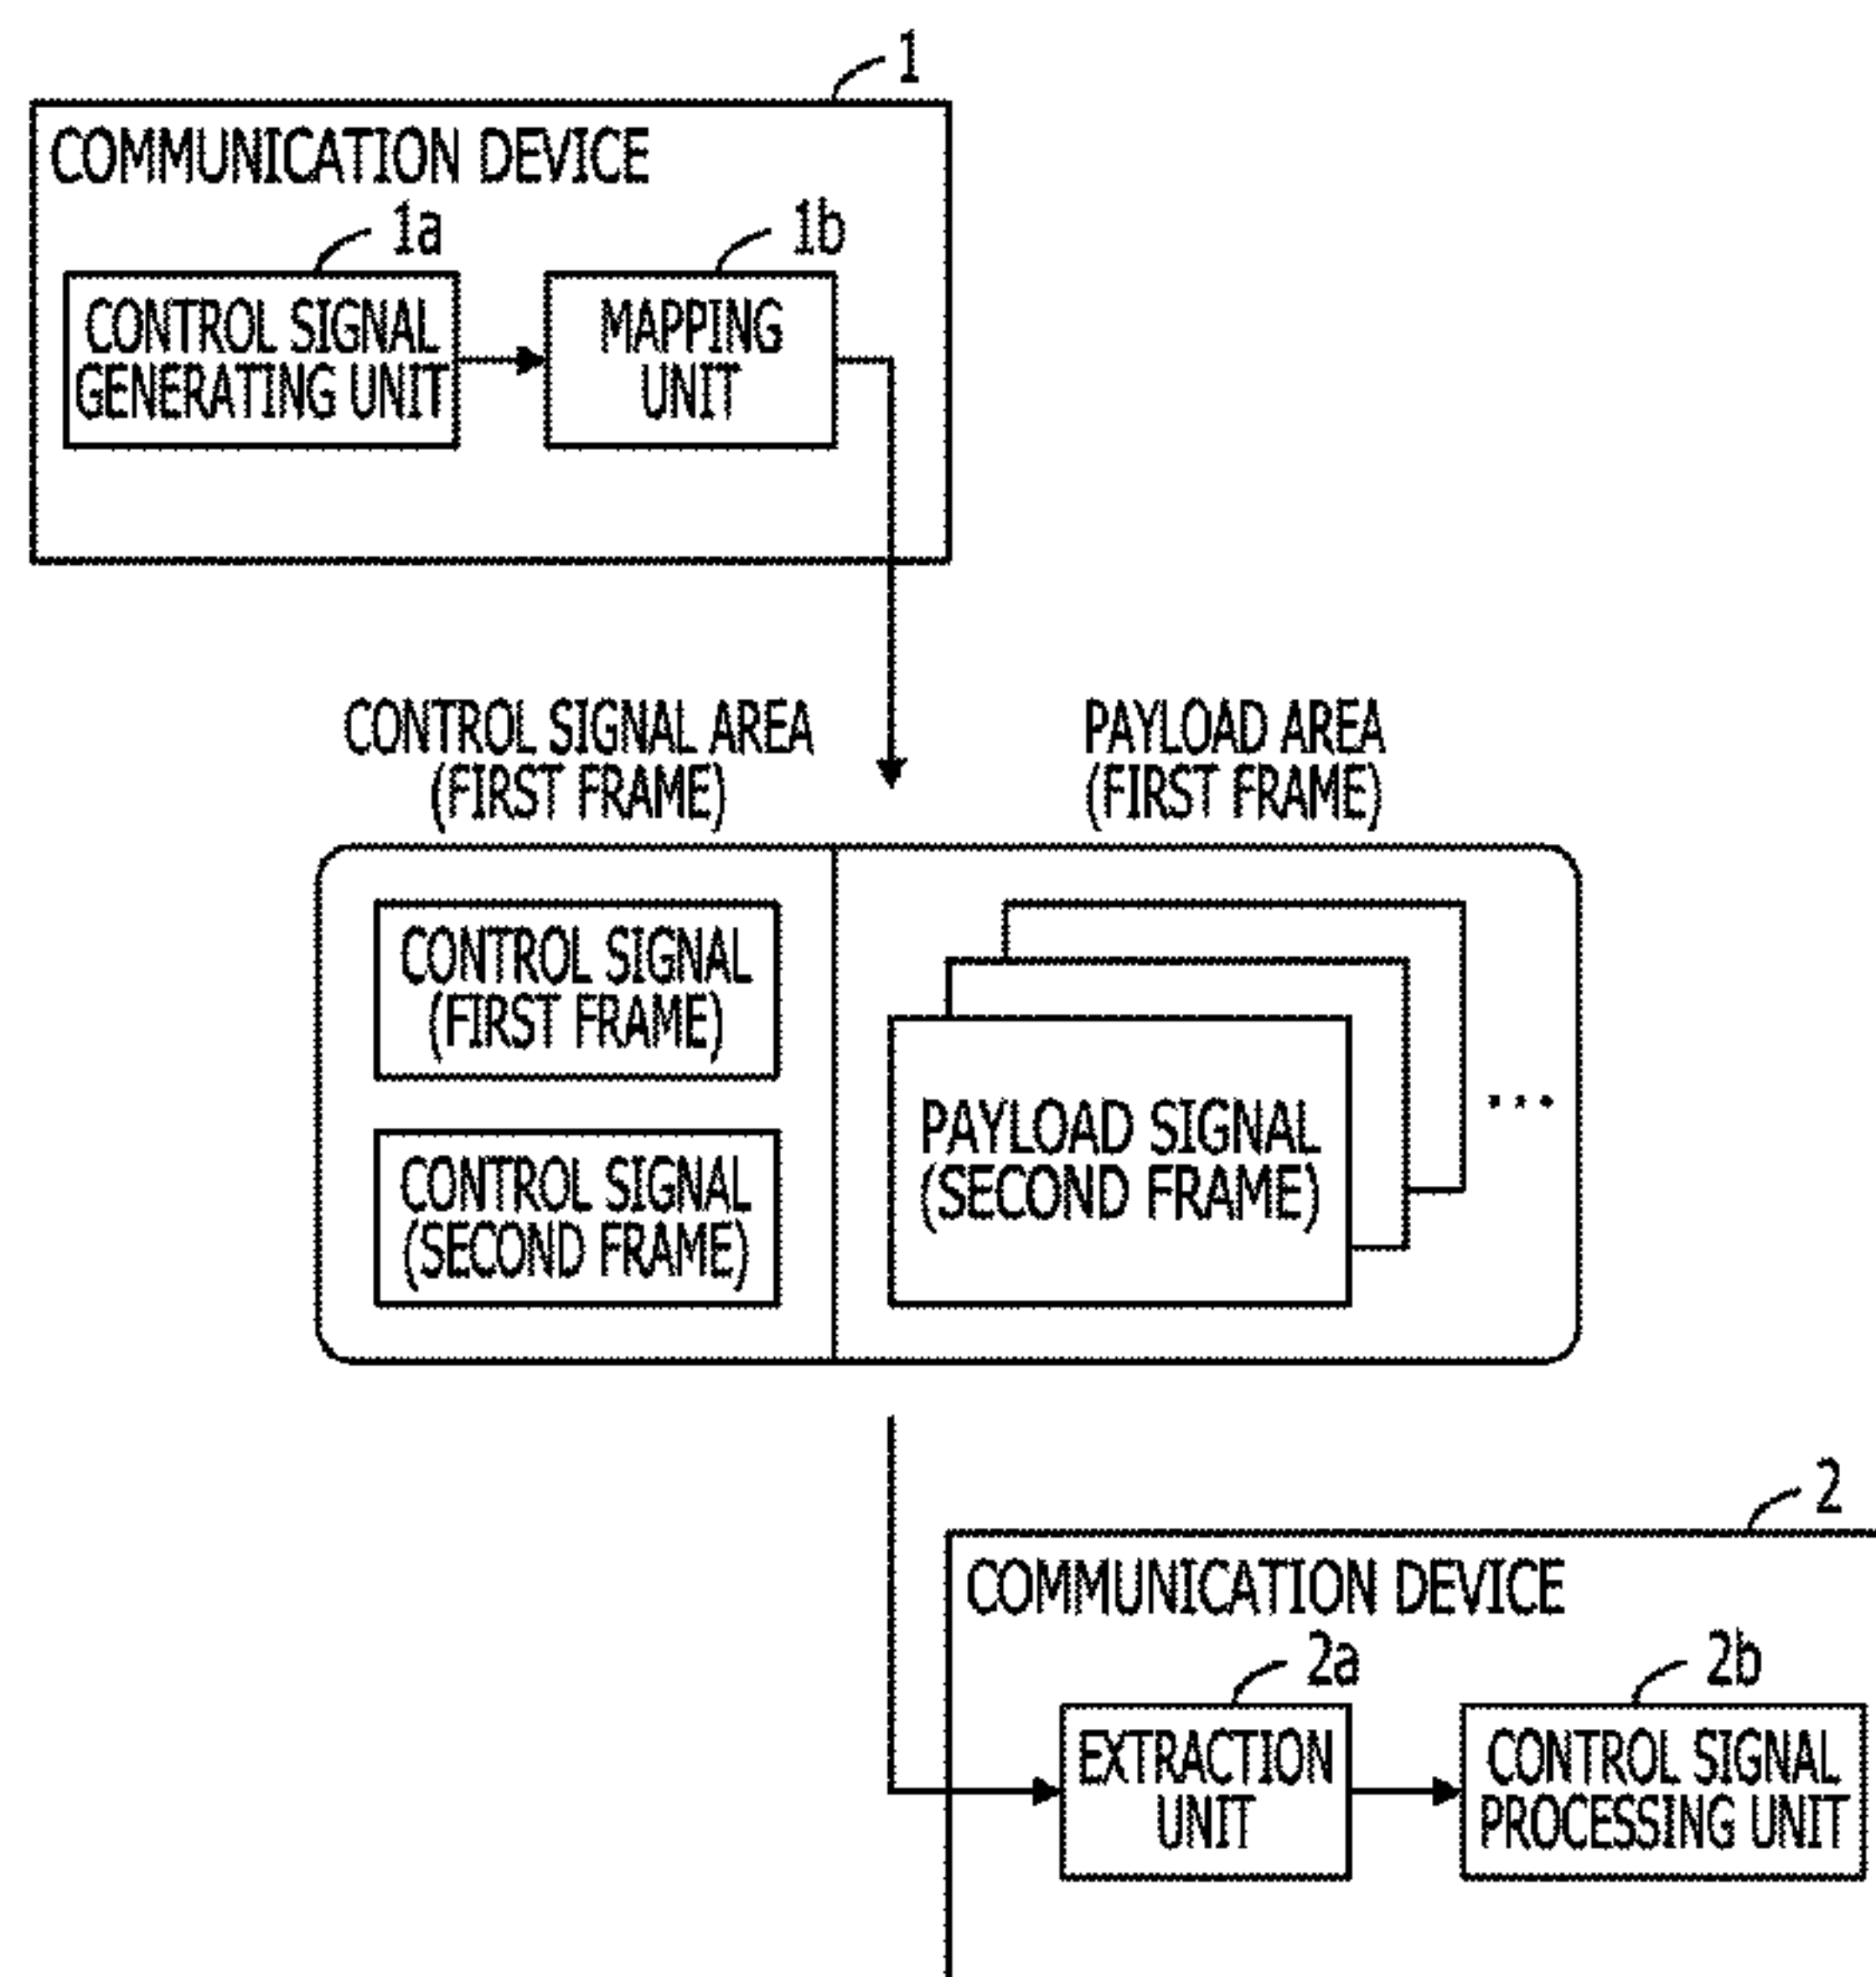 1
COMMUNICATION DEVICE
1a
1b
CONTROL SIGNAL
GENERATING UNIT
MAPPING
UNIT
CONTROL SIGNAL AREA
(FIRST FRAME)
PAYLOAD AREA
(FIRST FRAME)
CONTROL SIGNAL
(FIRST FRAME)
CONTROL SIGNAL
(SECOND FRAME)
PAYLOAD SIGNAL
(SECOND FRAME)
...
2
COMMUNICATION DEVICE
2a
2b
EXTRACTION
UNIT
CONTROL SIGNAL
PROCESSING UNIT